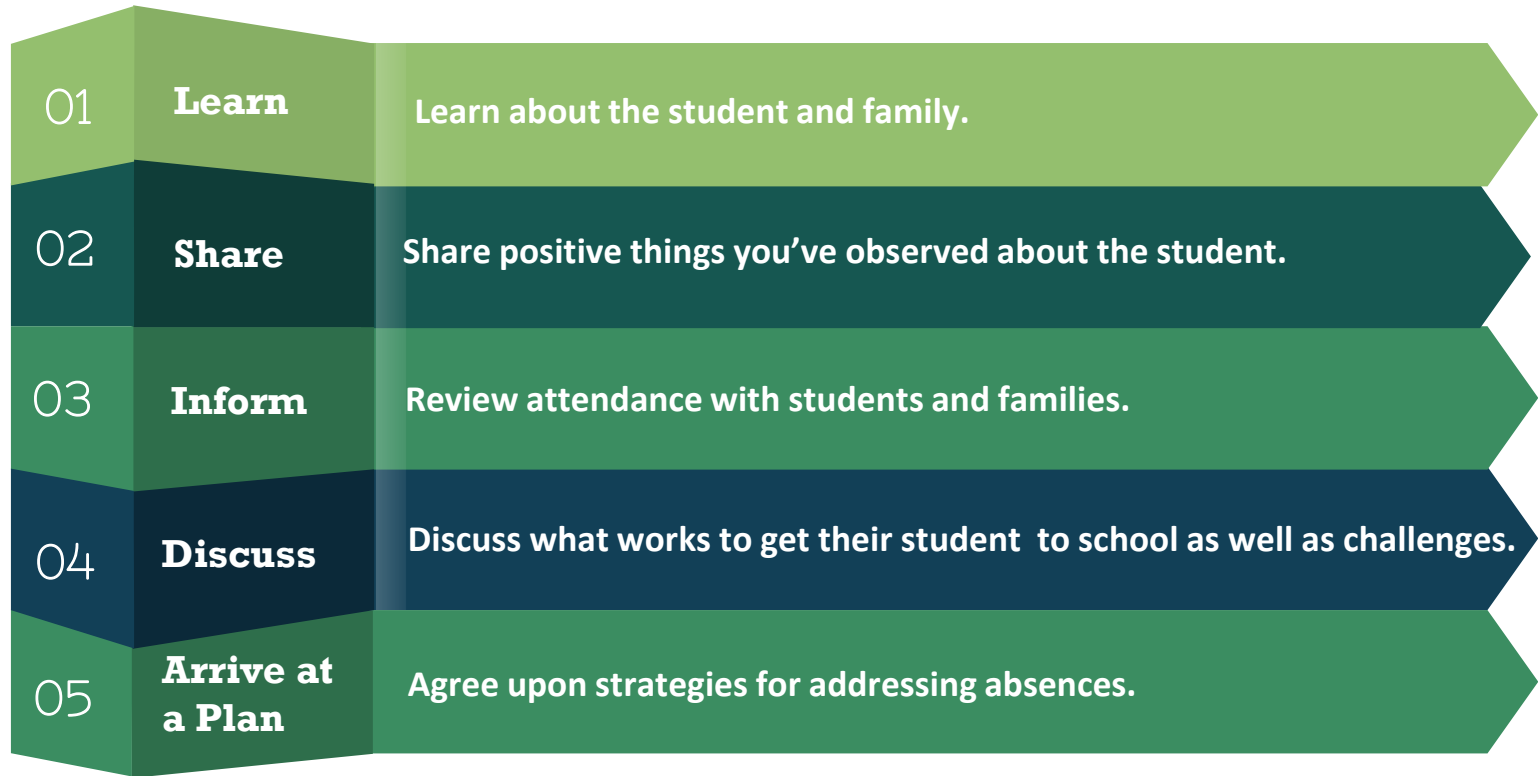 01
Learn
Learn about the student and family.
02
Share
Share positive things you’ve observed about the student.
03
Inform
Review attendance with students and families.
04
Discuss
Discuss what works to get their student  to school as well as challenges.
05
Arrive at
a Plan
Agree upon strategies for addressing absences.